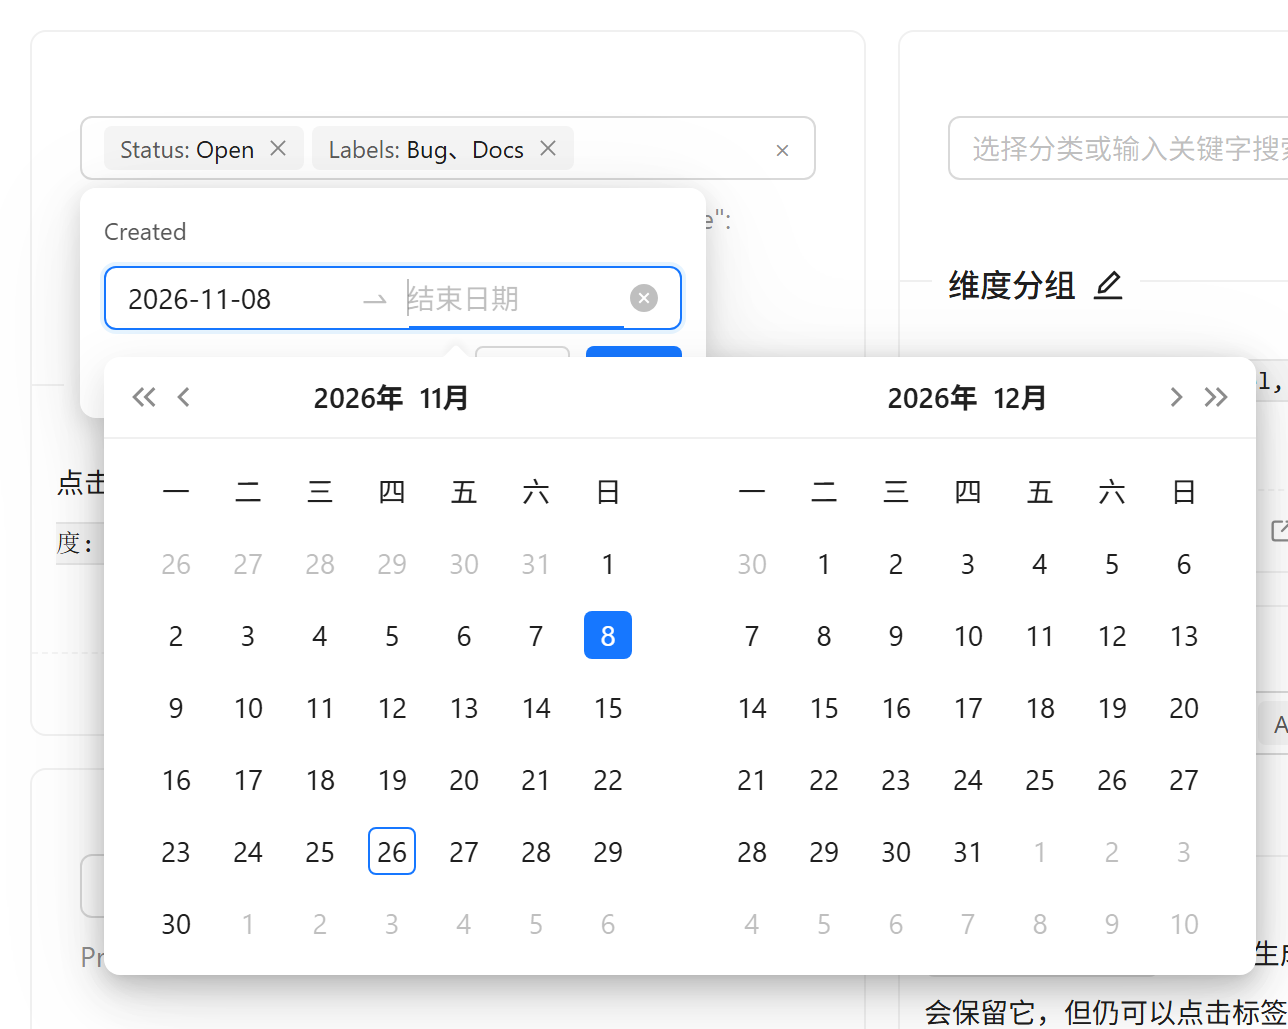 Status: Open
Labels: Bug、Docs
选择分类或输入关键字搜
e":
Created
维度分组
2026-11-08
结束日期
l,
2026年 11月
2026年 12月
点击
度:
一 二 三 四 五 六 日
26 27 28 29 30 31 1
2 3 4 5 6 7 8
9 10 11 12 13 14 15
16 17 18 19 20 21 22
23 24 25 26 27 28 29
30 1 2 3 4 5 6
一 二 三 四 五 六 日
30 1 2 3 4 5 6
7 8 9 10 11 12 13
14 15 16 17 18 19 20
21 22 23 24 25 26 27
28 29 30 31 1 2 3
4 5 6 7 8 9 10
A
Pr
生
会保留它，但仍可以点击标签